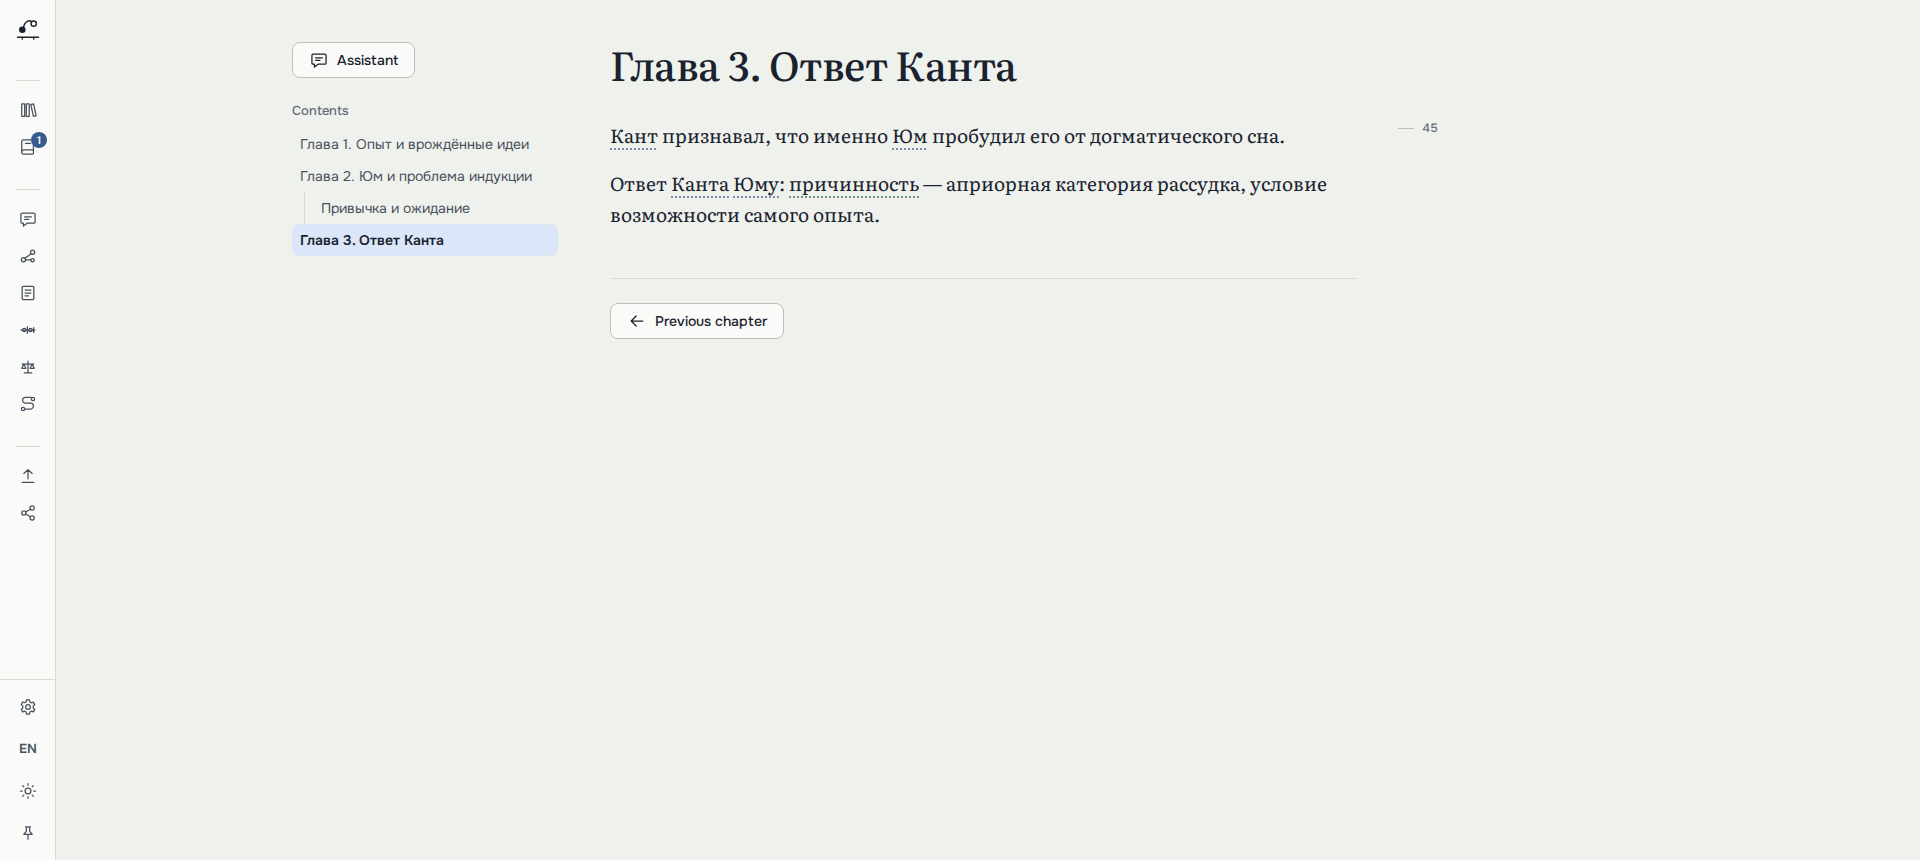 1
EN
Assistant
Contents
Глава 1. Опыт и врождённые идеи
Глава 2. Юм и проблема индукции
Привычка и ожидание
Глава 3. Ответ Канта
Глава 3. Ответ Канта
Кант признавал, что именно Юм пробудил его от догматического сна.
45
Ответ Канта Юму: причинность — априорная категория рассудка, условие
возможности самого опыта.
Previous chapter